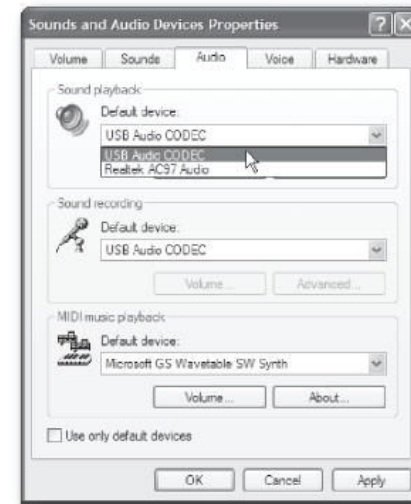 Sounds and Audio Devices Properties
Volume Sounds Audio Voice Hardware
Sound playback
Default device:
USB Audio CODEC
USB Audio CODEC
Realtek AC97 Audio
Sound recording
Default device:
USB Audio CODEC
Volume... Advanced...
MIDI music playback
Default device:
Microsoft GS Wavetable SW Synth
Volume... About...
Use only default devices
OK Cancel Apply